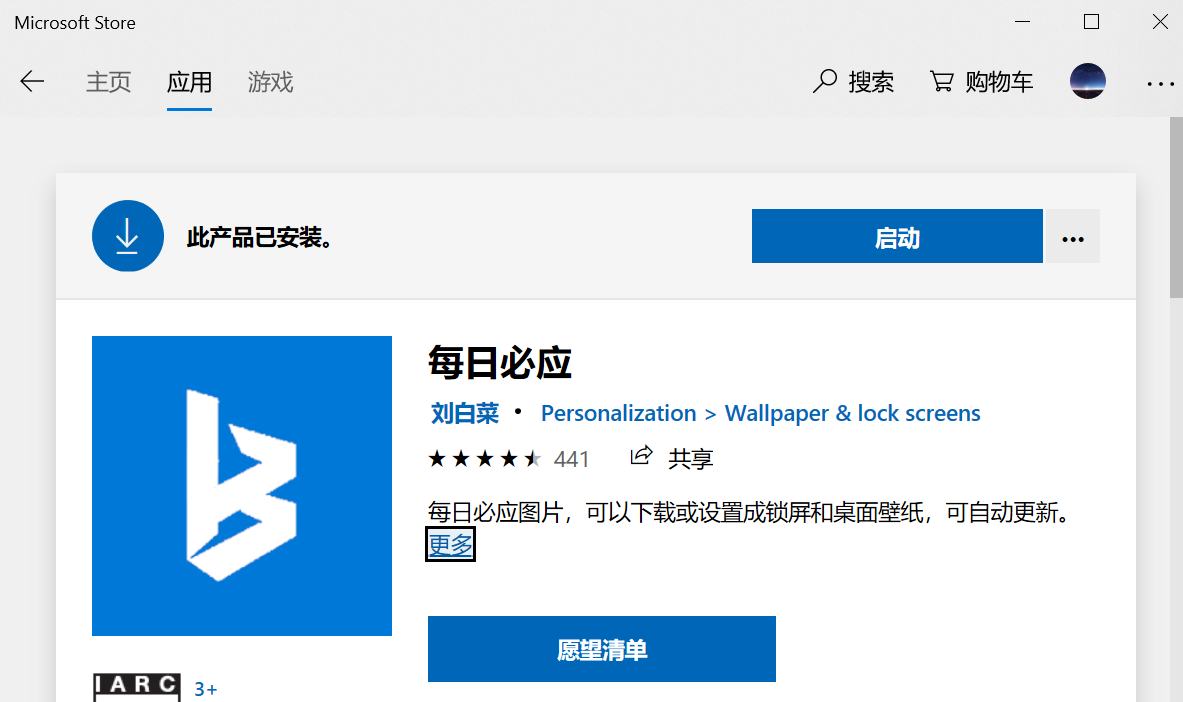 Microsoft Store
主页 应用 游戏 搜索 购物车
此产品已安装。 启动
每日必应
刘白菜 • Personalization > Wallpaper & lock screens
441 共享
每日必应图片，可以下载或设置成锁屏和桌面壁纸，可自动更新。
更多
愿望清单
IARC 3+